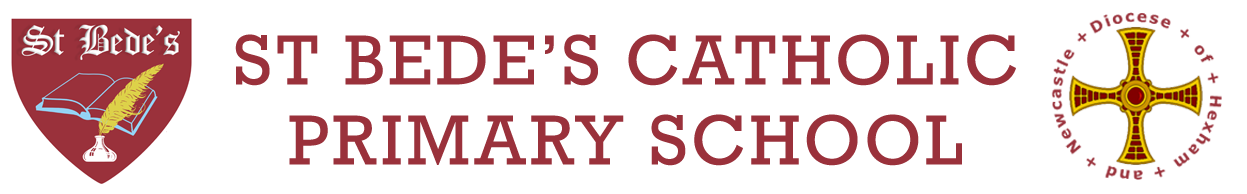 St Bede's
ST BEDE’S CATHOLIC
PRIMARY SCHOOL
Diocese + of + Hexham + and + Newcastle +